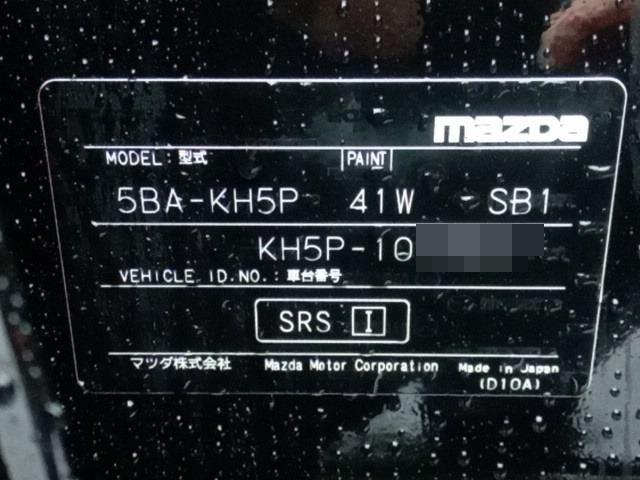 mazda
MODEL: 型式 PAINT
5BA-KH5P 41W SB1
KH5P-10
VEHICLE I.D.NO.: 車台番号
SRS I
マツダ株式会社 Mazda Motor Corporation Made in Japan
(D10A)